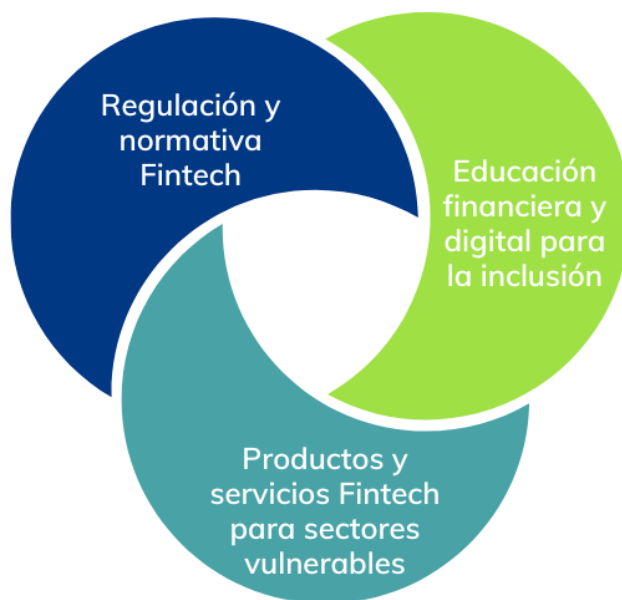 Regulación y
normativa
Fintech
Educación
financiera y
digital para
la inclusión
Productos y
servicios Fintech
para sectores
vulnerables